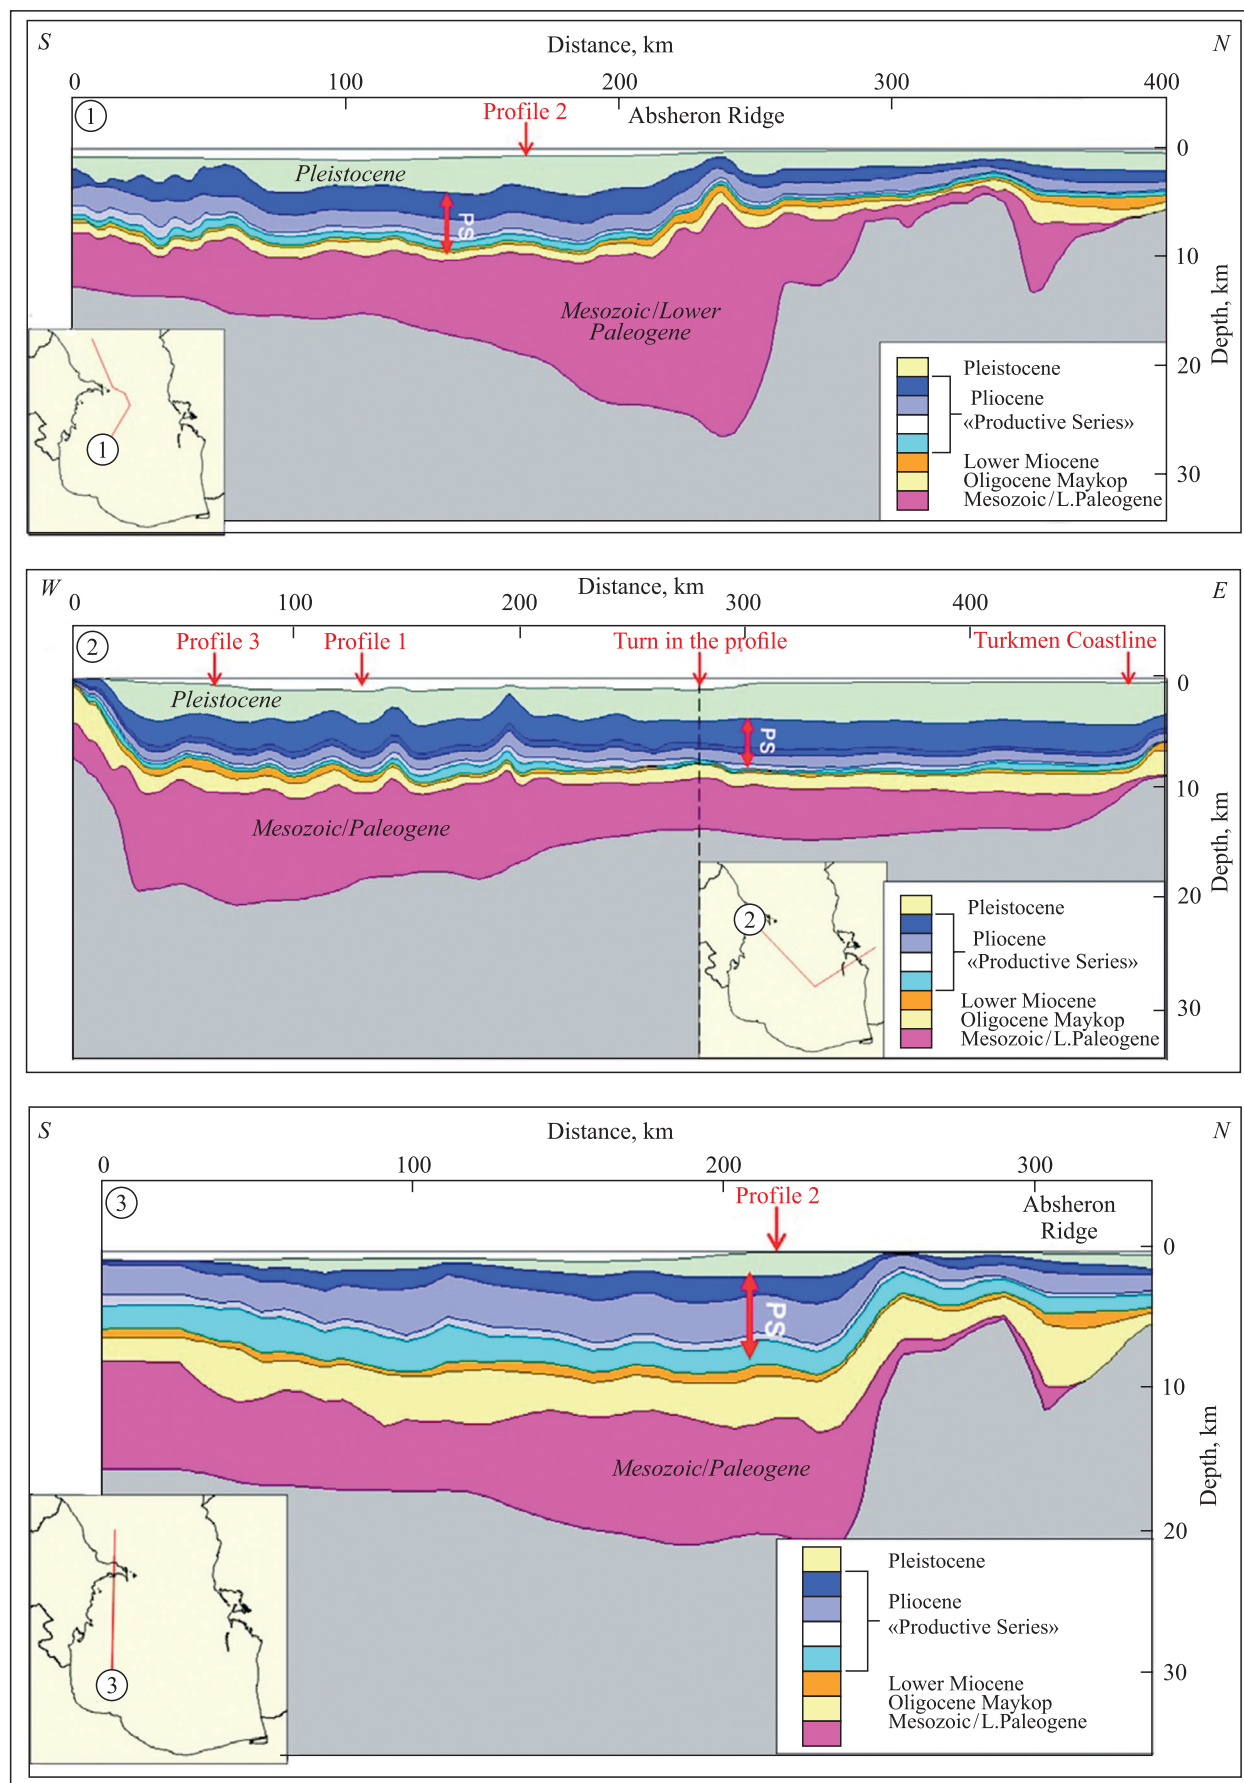 S
Distance, km
N
0
100
200
300
400
1
Profile 2
Absheron Ridge
0
Pleistocene
PS
10
Mesozoic/Lower
Paleogene
Depth, km
20
Pleistocene
Pliocene
«Productive Series»
1
Lower Miocene
30
Oligocene Maykop
Mesozoic/L.Paleogene
W
Distance, km
E
0
100
200
300
400
2
Profile 3
Profile 1
Turn in the profile
Turkmen Coastline
0
Pleistocene
PS
10
Mesozoic/Paleogene
Depth, km
20
Pleistocene
2
Pliocene
«Productive Series»
Lower Miocene
30
Oligocene Maykop
Mesozoic/L.Paleogene
S
Distance, km
N
0
100
200
300
3
Profile 2
Absheron
Ridge
0
PS
10
Mesozoic/Paleogene
Depth, km
20
Pleistocene
Pliocene
«Productive Series»
3
30
Lower Miocene
Oligocene Maykop
Mesozoic/L.Paleogene